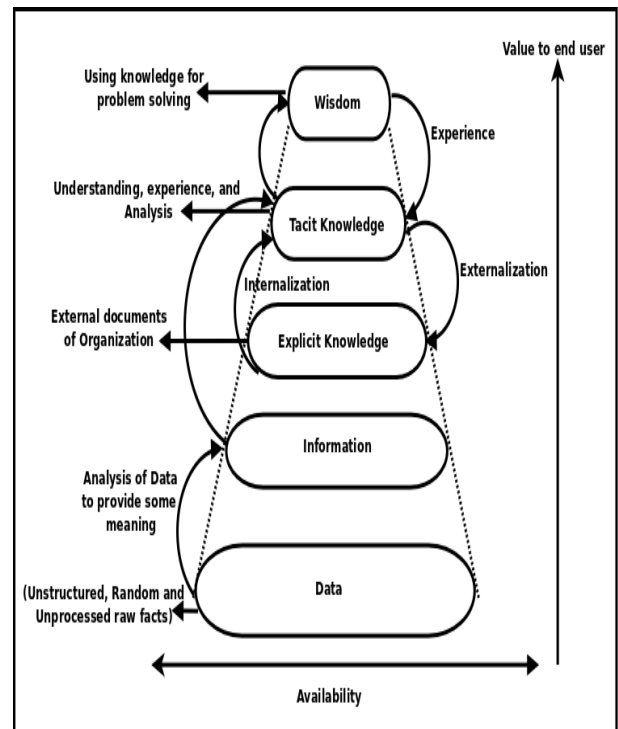 Value to end user
Using knowledge for
problem solving
Wisdom
Experience
Understanding, experience, and
Analysis
Tacit Knowledge
Externalization
Internalization
External documents
of Organization
Explicit Knowledge
Information
Analysis of Data
to provide some
meaning
Data
(Unstructured, Random and
Unprocessed raw facts)
Availability